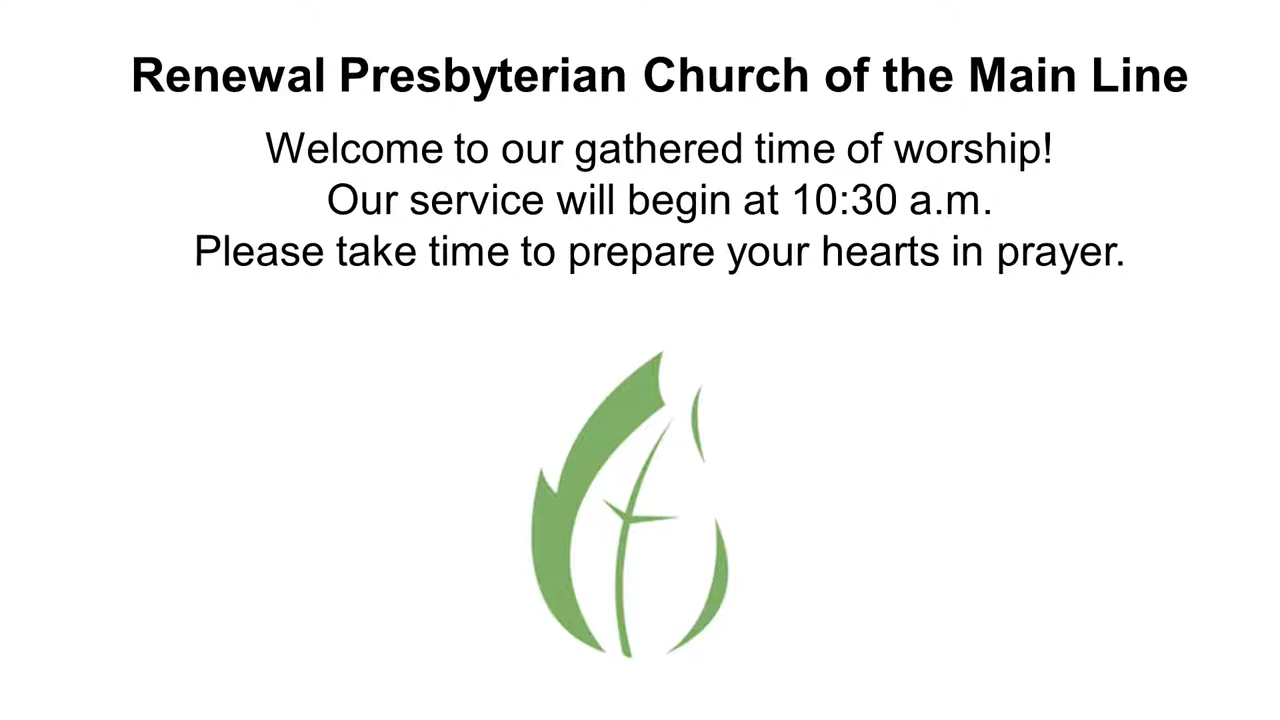 Renewal Presbyterian Church of the Main Line
Welcome to our gathered time of worship!
Our service will begin at 10:30 a.m.
Please take time to prepare your hearts in prayer.